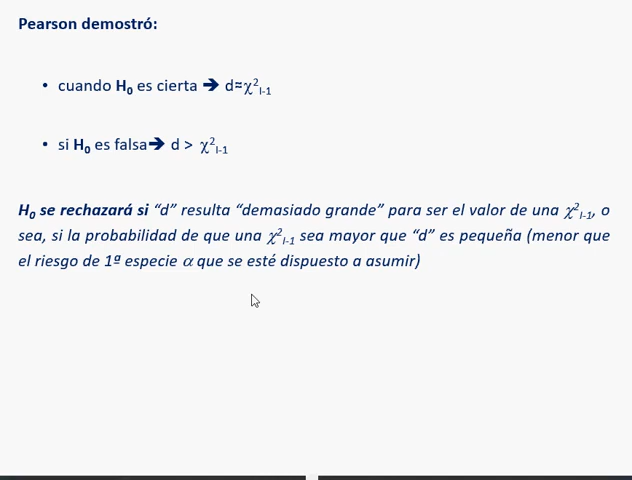 Pearson demostró:
• cuando H₀ es cierta ➔ d≈χ²I-1
• si H₀ es falsa➔ d > χ²I-1
H₀ se rechazará si “d” resulta “demasiado grande” para ser el valor de una χ²I-1, o
sea, si la probabilidad de que una χ²I-1 sea mayor que “d” es pequeña (menor que
el riesgo de 1ª especie α que se esté dispuesto a asumir)